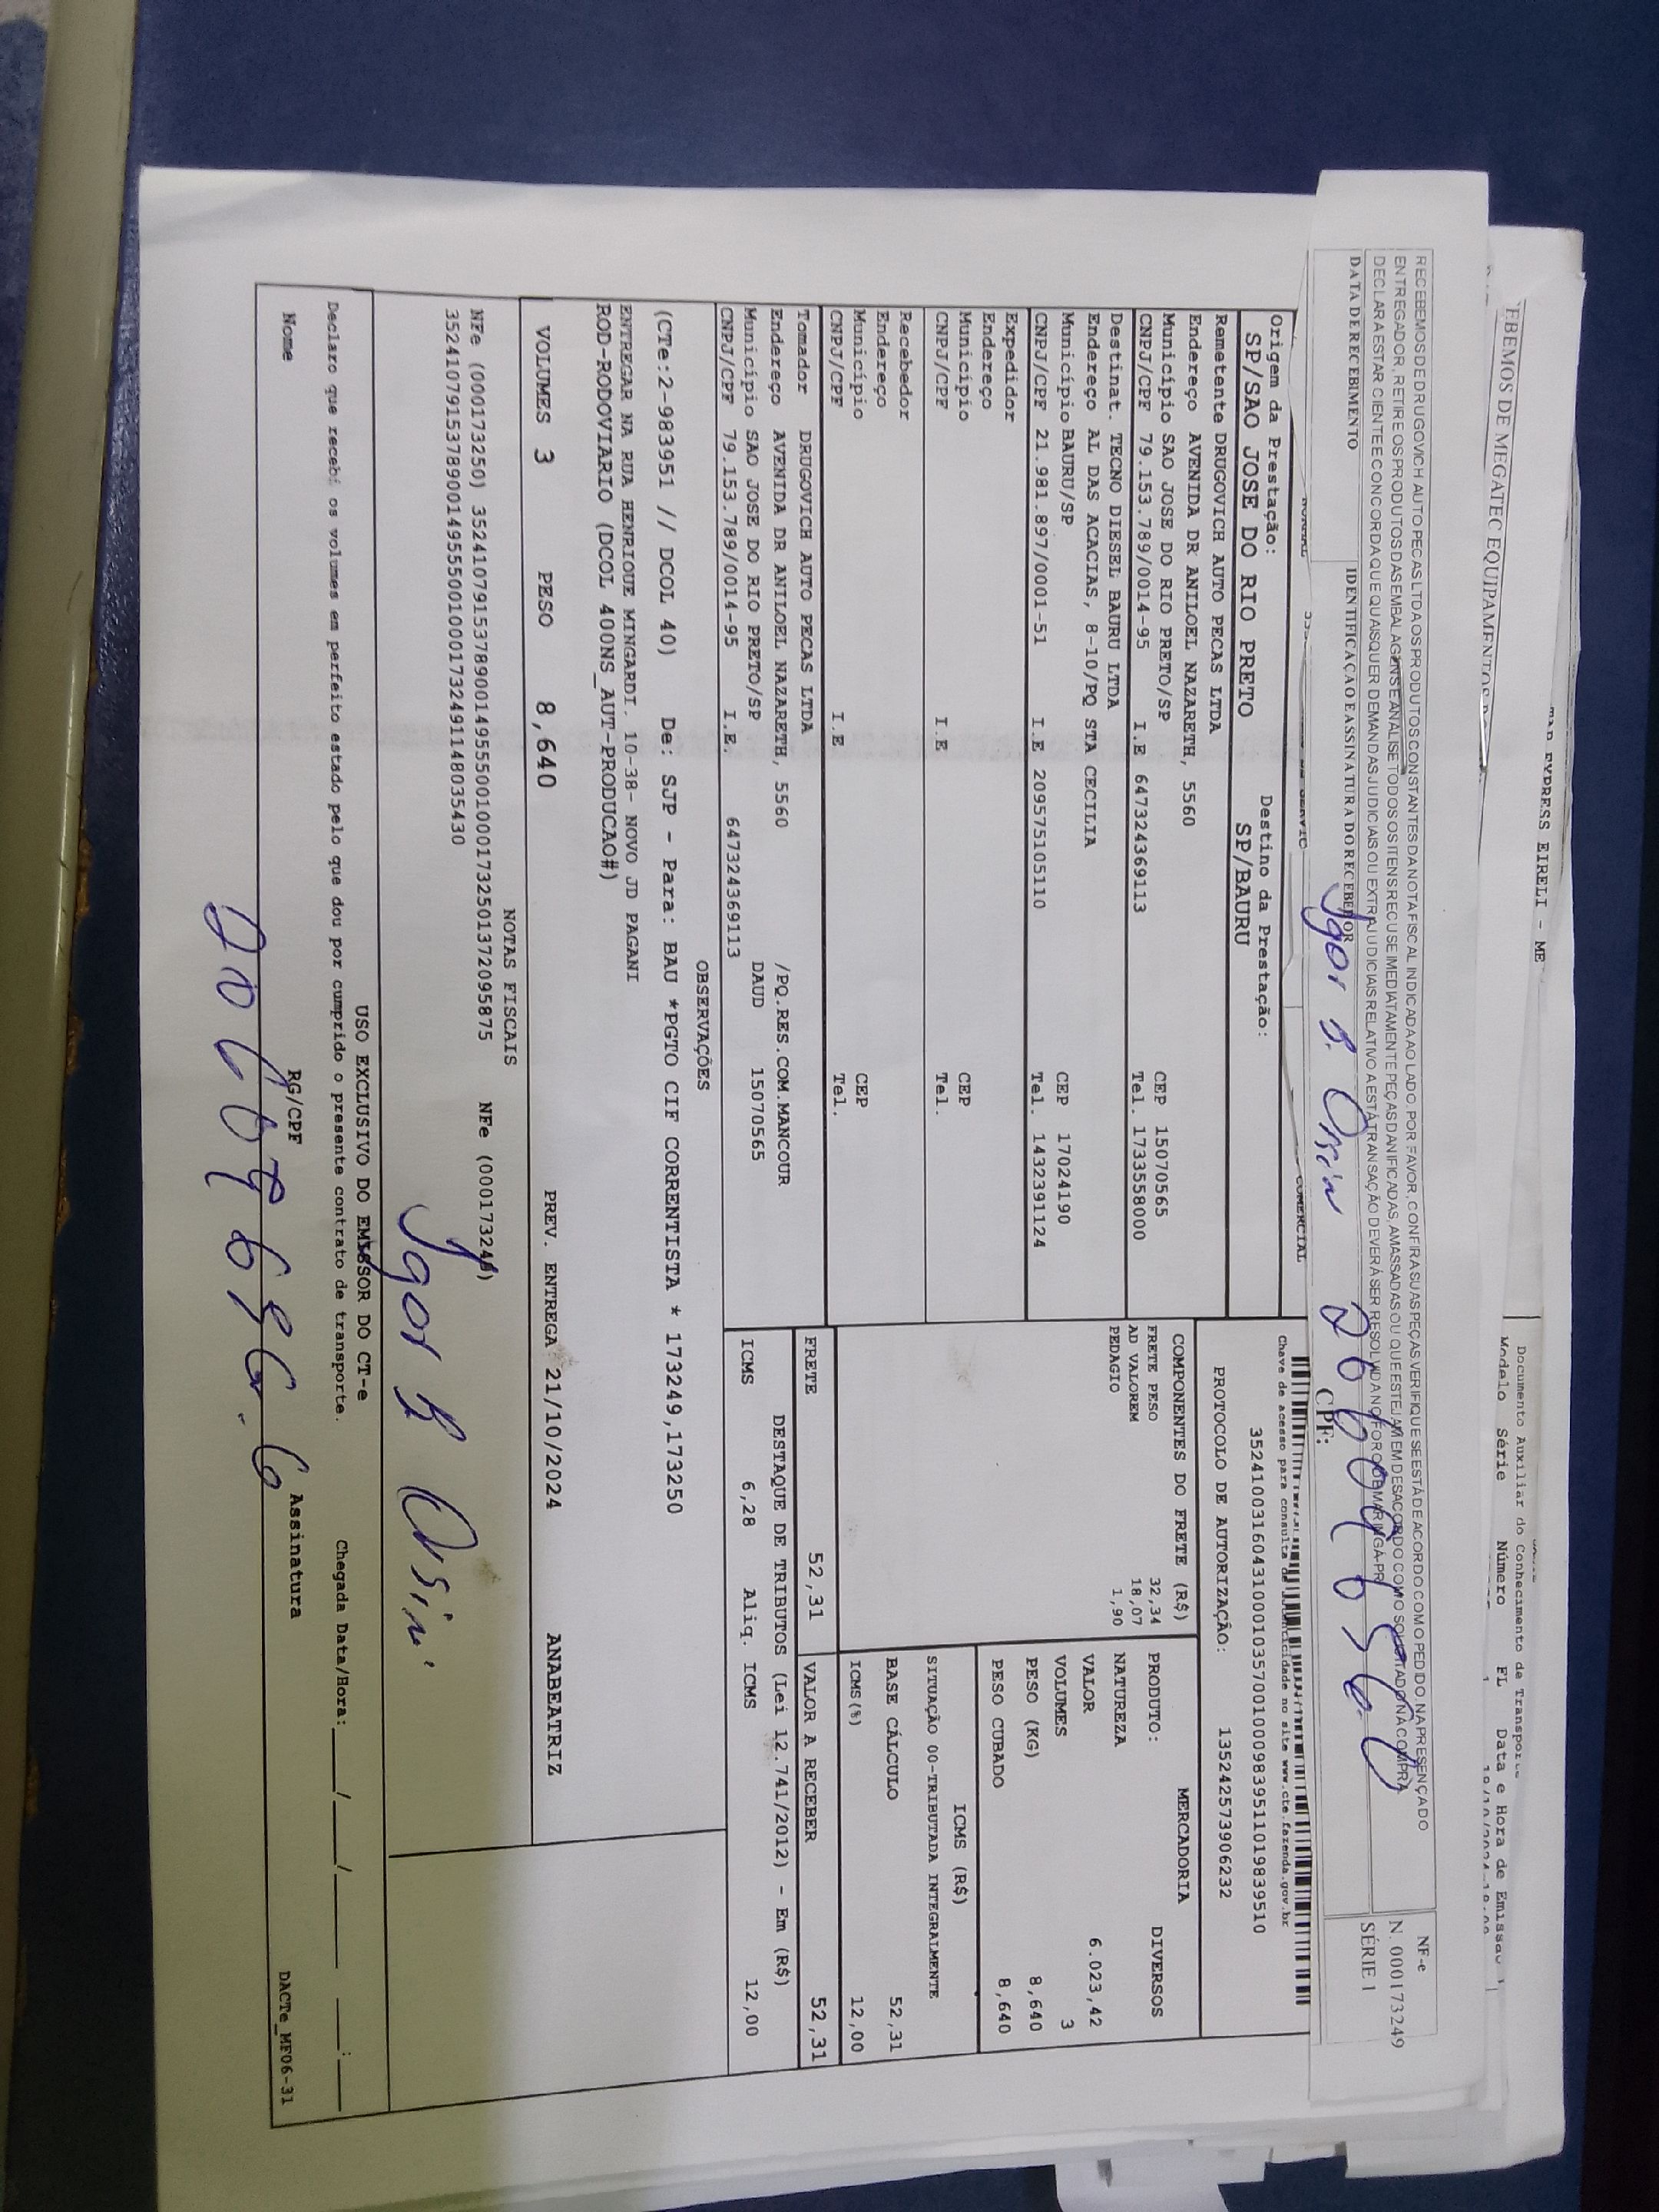 EXPRESS EIRELI - ME
Documento Auxiliar do Conhecimento de Transporte
EBEMOS DE MEGATEC EQUIPAMENTOS
Modelo Série Número FL Data e Hora de Emissão
RECEBEMOS DE DRUGOVICH AUTO PECAS LTDA OS PRODUTOS CONSTANTES DA NOTA FISCAL INDICADA AO LADO, POR FAVOR, CONFIRA SUAS PEÇAS, VERIFIQUE SE ESTÁ DE ACORDO COM O PEDIDO, NA PRESENÇA DO
ENTREGADOR, RETIRE OS PRODUTOS DAS EMBALAGENS E ANALISE TODOS OS ITENS, RECUSE IMEDIATAMENTE PEÇAS DANIFICADAS, AMASSADAS OU QUE ESTEJAM EM DESACORDO COM O SOLICITADO NA COMPRA
DECLARA ESTAR CIENTE E CONCORDA QUE QUAISQUER DEMANDAS JUDICIAIS OU EXTRAJUDICIAIS RELATIVO A ESTÁ TRANSAÇÃO DEVERÁ SER RESOLVIDA NO FORO DE MARINGA-PR
NF-e
N. 000173249
SÉRIE 1
DATA DE RECEBIMENTO IDENTIFICAÇÃO E ASSINATURA DO RECEBEDOR
CPF:
COMERCIAL
Chave de acesso para consulta de autenticidade no site www.cte.fazenda.gov.br
35241003160431000103570010009839511019839510
Origem da Prestação: Destino da Prestação:
SP/SAO JOSE DO RIO PRETO SP/BAURU
PROTOCOLO DE AUTORIZAÇÃO: 135242573906232
Remetente DRUGOVICH AUTO PECAS LTDA
Endereço AVENIDA DR ANILOEL NAZARETH, 5560
Município SAO JOSE DO RIO PRETO/SP CEP 15070565
CNPJ/CPF 79.153.789/0014-95 I.E 647324369113 Tel. 1733558000
Destinat. TECNO DIESEL BAURU LTDA
Endereço AL DAS ACACIAS, 8-10/PQ STA CECILIA
Município BAURU/SP CEP 17024190
CNPJ/CPF 21.981.897/0001-51 I.E 209575105110 Tel. 1432391124
Expedidor
Endereço
Município CEP
CNPJ/CPF I.E Tel.
Recebedor
Endereço
Município CEP
CNPJ/CPF I.E Tel.
COMPONENTES DO FRETE (R$)
FRETE PESO 32,34
AD VALOREM 18,07
PEDAGIO 1,90
MERCADORIA
PRODUTO: DIVERSOS
NATUREZA
VALOR 6.023,42
VOLUMES 3
PESO (KG) 8,640
PESO CUBADO 8,640
ICMS (R$)
SITUAÇÃO 00-TRIBUTADA INTEGRALMENTE
BASE CÁLCULO 52,31
ICMS(%) 12,00
FRETE 52,31 VALOR A RECEBER 52,31
Tomador DRUGOVICH AUTO PECAS LTDA
Endereço AVENIDA DR ANILOEL NAZARETH, 5560 /PQ.RES.COM.MANCOUR
Município SAO JOSE DO RIO PRETO/SP DAUD 15070565
CNPJ/CPF 79.153.789/0014-95 I.E. 647324369113
DESTAQUE DE TRIBUTOS (Lei 12.741/2012) - Em (R$)
ICMS 6,28 Aliq. ICMS 12,00
OBSERVAÇÕES
(CTe:2-983951 // DCOL 40) De: SJP - Para: BAU *PGTO CIF CORRENTISTA * 173249,173250
ENTREGAR NA RUA HENRIQUE MINGARDI, 10-38- NOVO JD PAGANI
ROD-RODOVIARIO (DCOL 400NS_AUT-PRODUCAO#)
VOLUMES 3 PESO 8,640 PREV. ENTREGA 21/10/2024 ANABEATRIZ
NOTAS FISCAIS
NFe (000173250) 35241079153789001495550010001732501372095875 NFe (000173249)
35241079153789001495550010001732491148035430
USO EXCLUSIVO DO EMISSOR DO CT-e
Declaro que recebi os volumes em perfeito estado pelo que dou por cumprido o presente contrato de transporte. Chegada Data/Hora:____/____/______ ____:____
Nome RG/CPF Assinatura DACTe_MF06-31